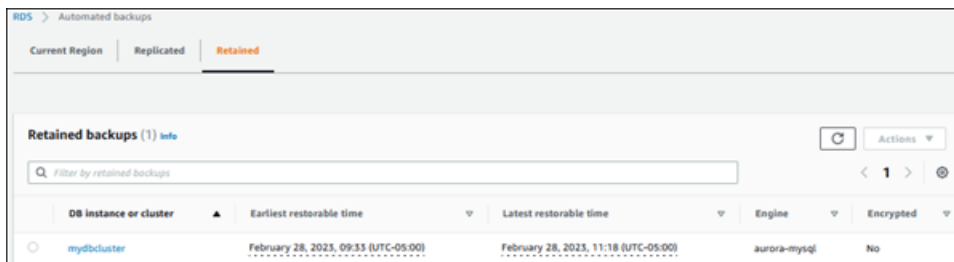 RDS > Automated backups
Current Region Replicated Retained
Retained backups (1) Info
Actions
Filter by retained backups
< 1 >
DB instance or cluster Earliest restorable time Latest restorable time Engine Encrypted
mydbcluster February 28, 2023, 09:33 (UTC-05:00) February 28, 2023, 11:18 (UTC-05:00) aurora-mysql No